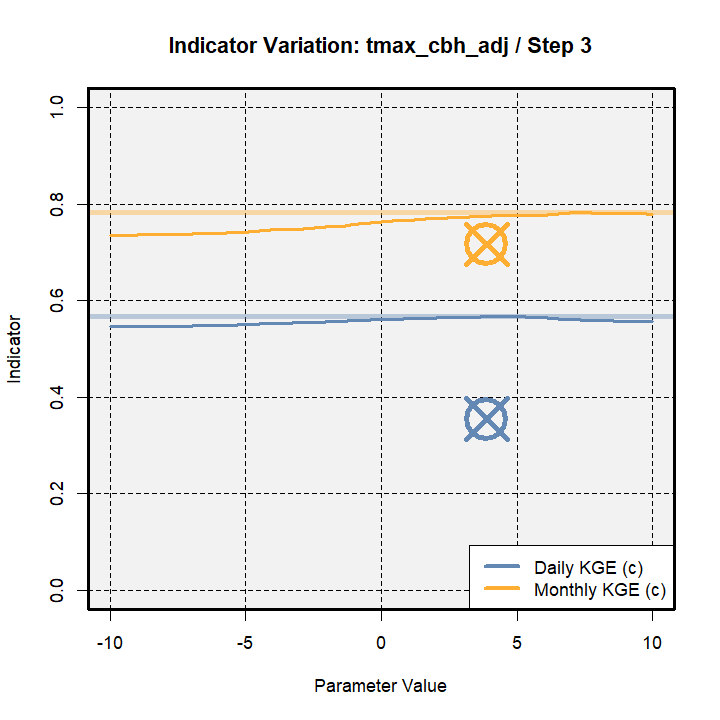 Indicator Variation: tmax_cbh_adj / Step 3
Indicator
1.0
0.8
0.6
0.4
0.2
0.0
Daily KGE (c)
Monthly KGE (c)
-10
-5
0
5
10
Parameter Value